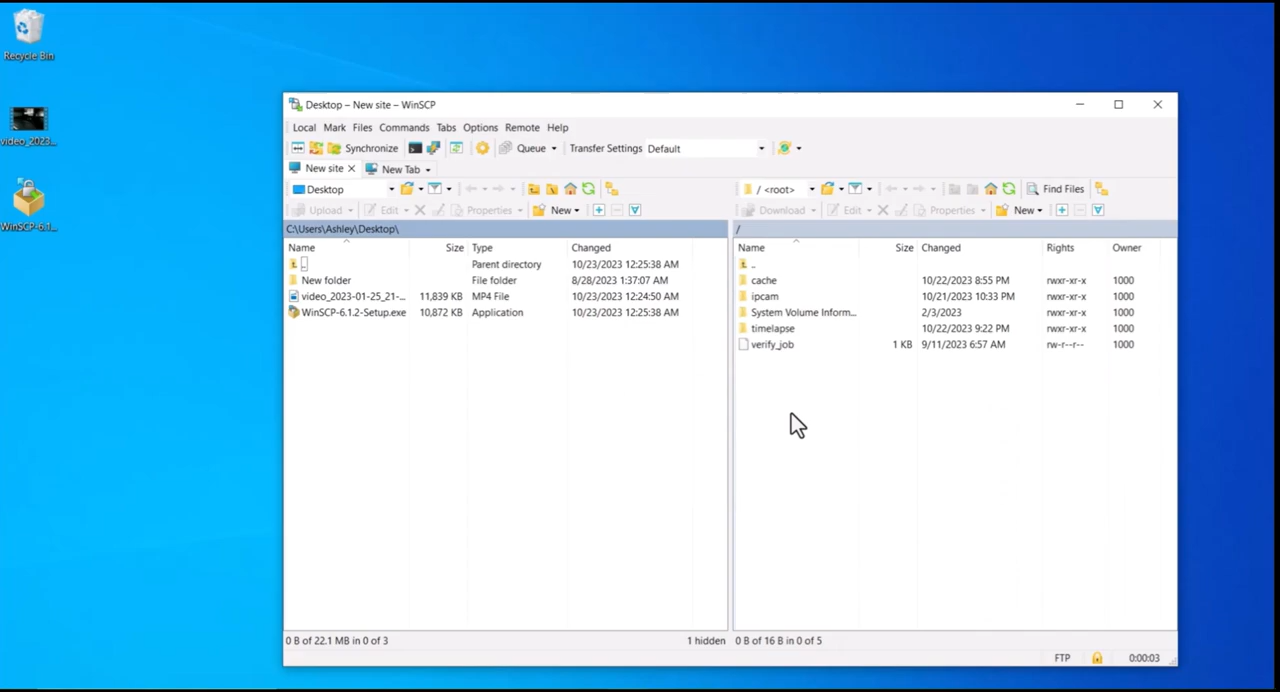 Recycle Bin
video_2023...
WinSCP-6.1...
Desktop – New site – WinSCP
Local Mark Files Commands Tabs Options Remote Help
Synchronize Queue Transfer Settings Default
New site New Tab
Desktop
/ <root> Find Files
Upload Edit Properties New
Download Edit Properties New
C:\Users\Ashley\Desktop\
/
Name Size Type Changed
..
Parent directory 10/23/2023 12:25:38 AM
New folder File folder 8/28/2023 1:37:07 AM
video_2023-01-25_21-... 11,839 KB MP4 File 10/23/2023 12:24:50 AM
WinSCP-6.1.2-Setup.exe 10,872 KB Application 10/23/2023 12:25:38 AM
Name Size Changed Rights Owner
..
cache 10/22/2023 8:55 PM rwxr-xr-x 1000
ipcam 10/21/2023 10:33 PM rwxr-xr-x 1000
System Volume Inform... 2/3/2023 rwxr-xr-x 1000
timelapse 10/22/2023 9:22 PM rwxr-xr-x 1000
verify_job 1 KB 9/11/2023 6:57 AM rw-r--r-- 1000
0 B of 22.1 MB in 0 of 3 1 hidden
0 B of 16 B in 0 of 5
FTP 0:00:03